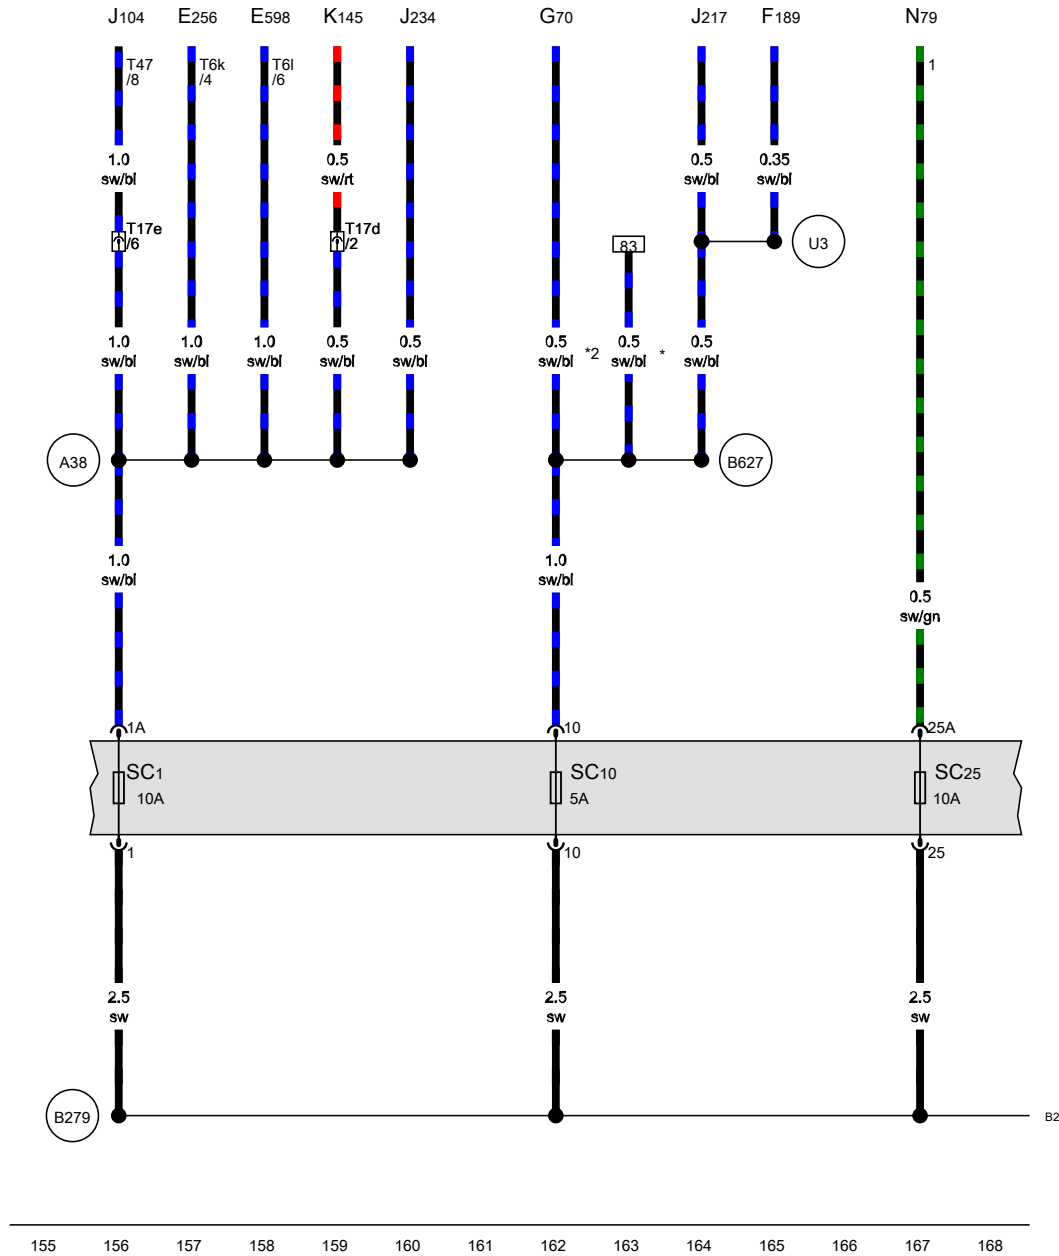 J104 E256 E598 K145 J234 G70 J217 F189 N79
T47 T6k T6l 1
/8 /4 /6
1.0 0.5 0.5 0.35
sw/bl sw/rt sw/bl sw/bl
T17e T17d
/6 /2
83 U3
1.0 1.0 1.0 0.5 0.5 0.5 *2 0.5 * 0.5
sw/bl sw/bl sw/bl sw/bl sw/bl sw/bl sw/bl sw/bl
A38 B627
1.0 1.0
sw/bl sw/bl
0.5
sw/gn
1A 10 25A
SC1 SC10 SC25
10A 5A 10A
1 10 25
2.5 2.5 2.5
sw sw sw
B279 B2
155 156 157 158 159 160 161 162 163 164 165 166 167 168